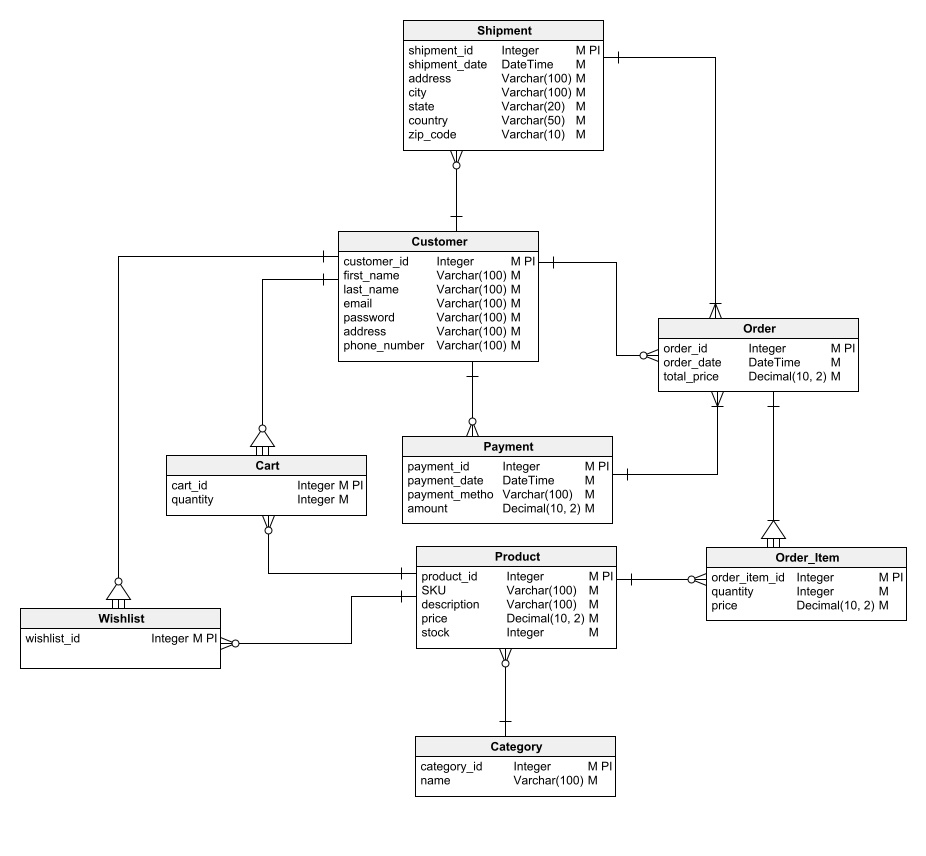 Shipment
shipment_id Integer M PI
shipment_date DateTime M
address Varchar(100) M
city Varchar(100) M
state Varchar(20) M
country Varchar(50) M
zip_code Varchar(10) M
Customer
customer_id Integer M PI
first_name Varchar(100) M
last_name Varchar(100) M
email Varchar(100) M
password Varchar(100) M
address Varchar(100) M
phone_number Varchar(100) M
Order
order_id Integer M PI
order_date DateTime M
total_price Decimal(10, 2) M
Payment
payment_id Integer M PI
payment_date DateTime M
payment_metho Varchar(100) M
amount Decimal(10, 2) M
Cart
cart_id Integer M PI
quantity Integer M
Product
product_id Integer M PI
SKU Varchar(100) M
description Varchar(100) M
price Decimal(10, 2) M
stock Integer M
Order_Item
order_item_id Integer M PI
quantity Integer M
price Decimal(10, 2) M
Wishlist
wishlist_id Integer M PI
Category
category_id Integer M PI
name Varchar(100) M